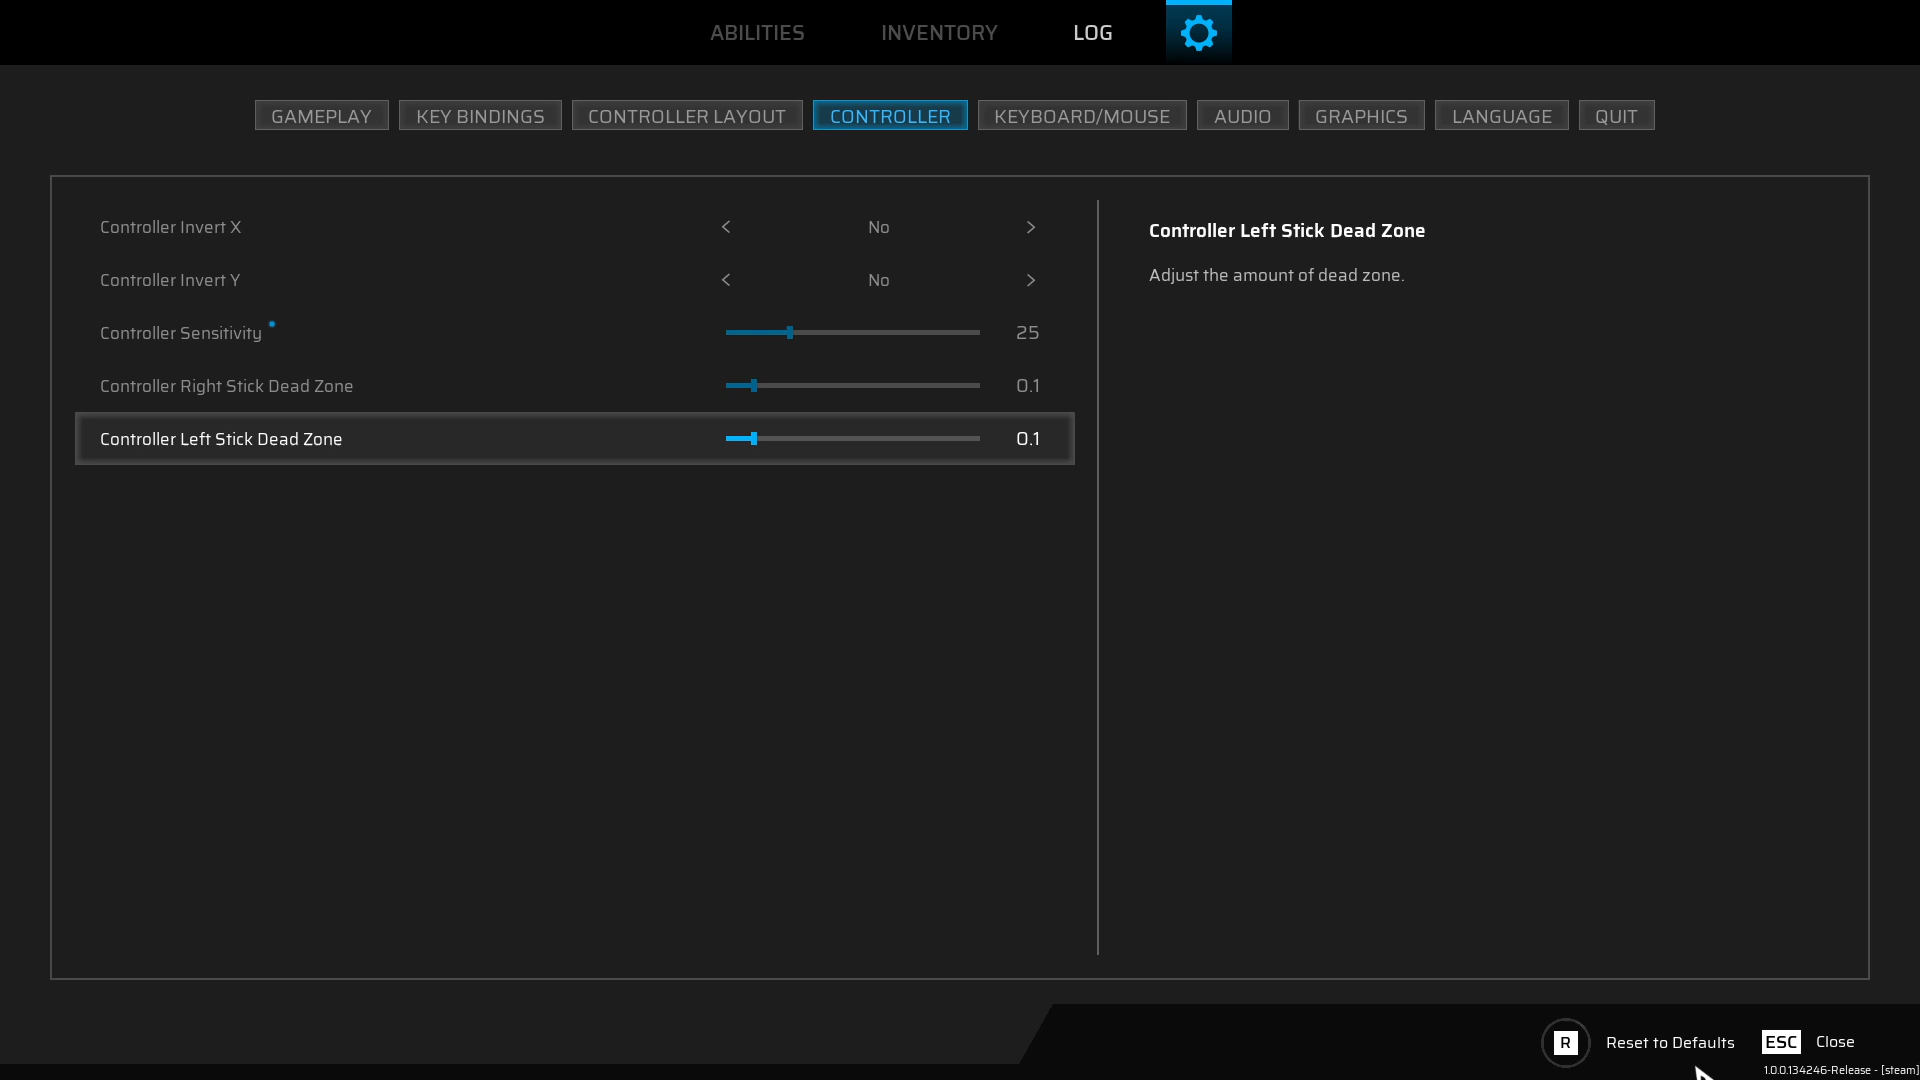 ABILITIES INVENTORY LOG
GAMEPLAY KEY BINDINGS CONTROLLER LAYOUT CONTROLLER KEYBOARD/MOUSE AUDIO GRAPHICS LANGUAGE QUIT
Controller Invert X < No >
Controller Invert Y < No >
Controller Sensitivity 25
Controller Right Stick Dead Zone 0.1
Controller Left Stick Dead Zone 0.1
Controller Left Stick Dead Zone
Adjust the amount of dead zone.
R Reset to Defaults ESC Close
1.0.0.134246-Release - [steam]